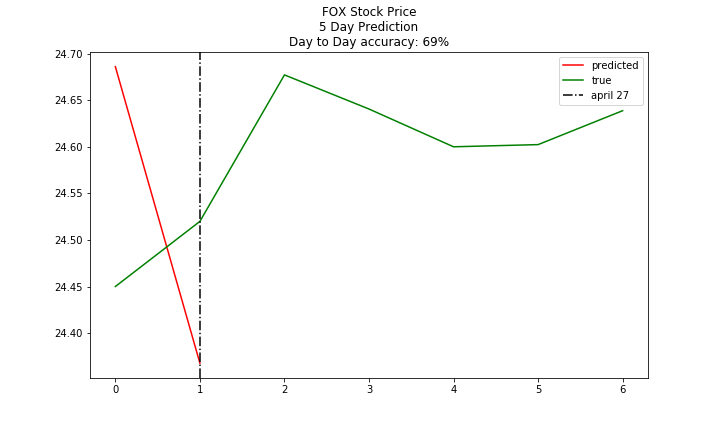 FOX Stock Price
5 Day Prediction
Day to Day accuracy: 69%
24.70
24.65
24.60
24.55
24.50
24.45
24.40
predicted
true
april 27
0 1 2 3 4 5 6